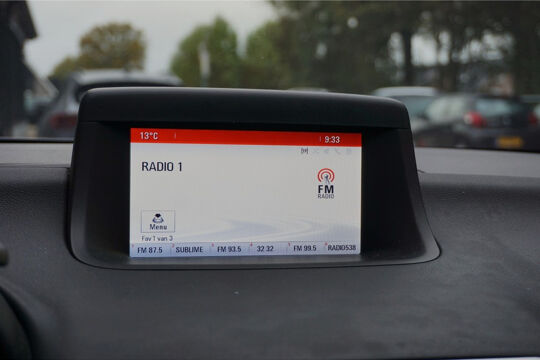 13°C 9:33
RADIO 1
FM
RADIO
Menu
Fav 1 van 3
FM 87.5 SUBLIME FM 93.5 32 32 FM 99.5 RADIO538